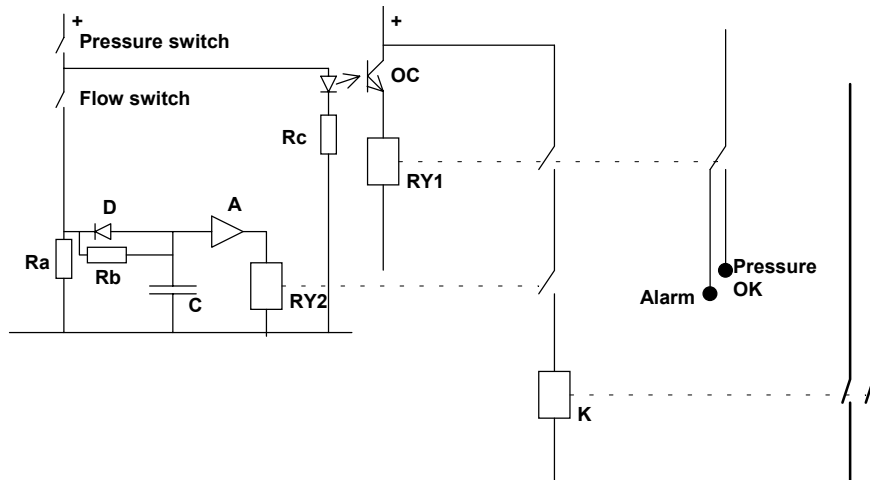 +
+
Pressure switch
OC
Flow switch
Rc
RY1
D
A
Ra
Rb
C
RY2
Pressure
OK
Alarm
K